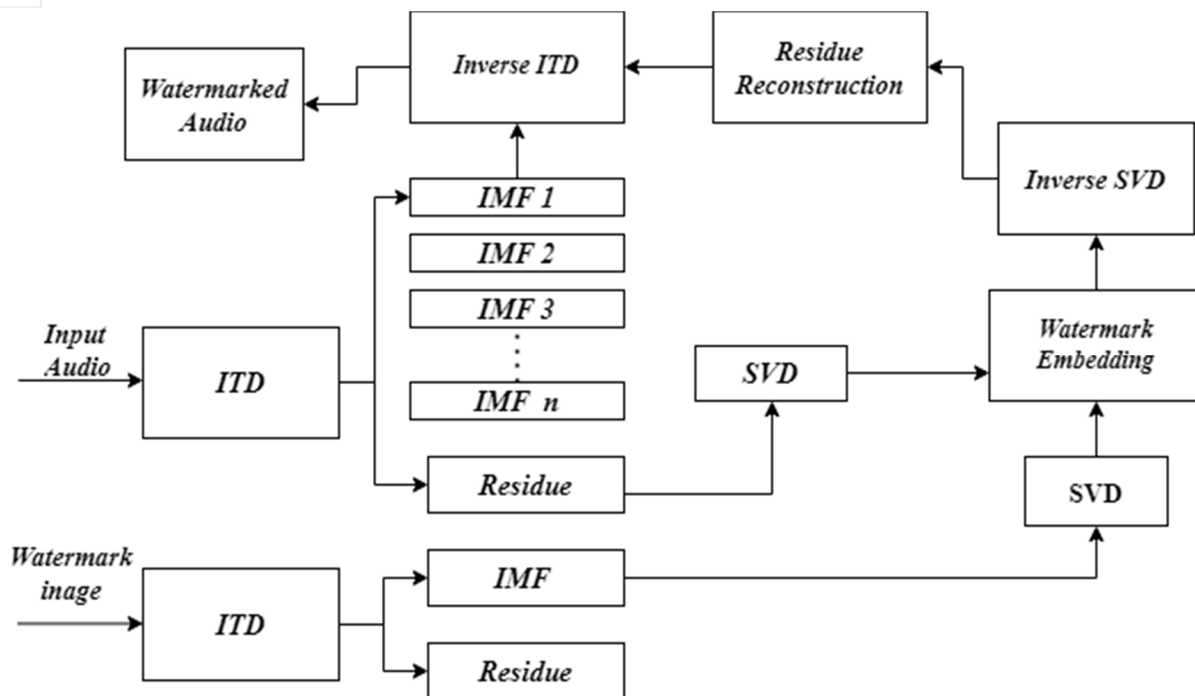 Watermarked
Audio
Inverse ITD
Residue
Reconstruction
Inverse SVD
IMF 1
IMF 2
IMF 3
IMF n
Input
Audio
ITD
SVD
Watermark
Embedding
Residue
SVD
Watermark
inage
ITD
IMF
Residue